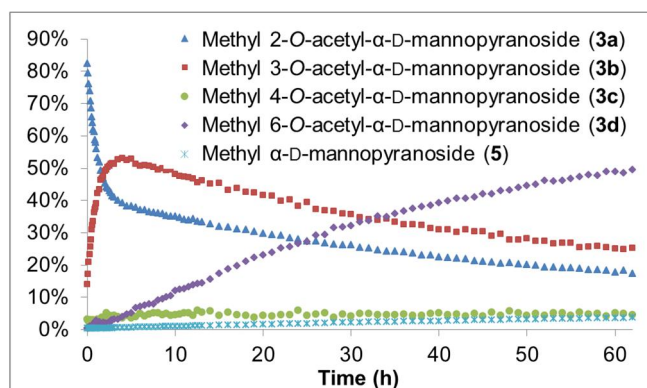 90%
80%
70%
60%
50%
40%
30%
20%
10%
0%
Methyl 2-O-acetyl-α-D-mannopyranoside (3a)
Methyl 3-O-acetyl-α-D-mannopyranoside (3b)
Methyl 4-O-acetyl-α-D-mannopyranoside (3c)
Methyl 6-O-acetyl-α-D-mannopyranoside (3d)
Methyl α-D-mannopyranoside (5)
0 10 20 30 40 50 60
Time (h)